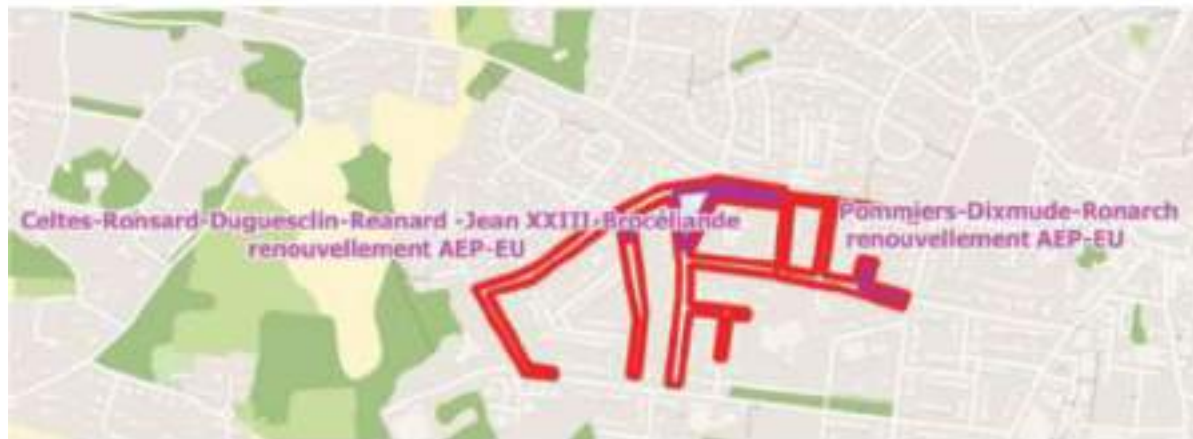 Celtes-Ronsard-Duguesclin-Reanard -Jean XXIII-Brocéliande
renouvellement AEP-EU
Pommiers-Dixmude-Ronarch
renouvellement AEP-EU